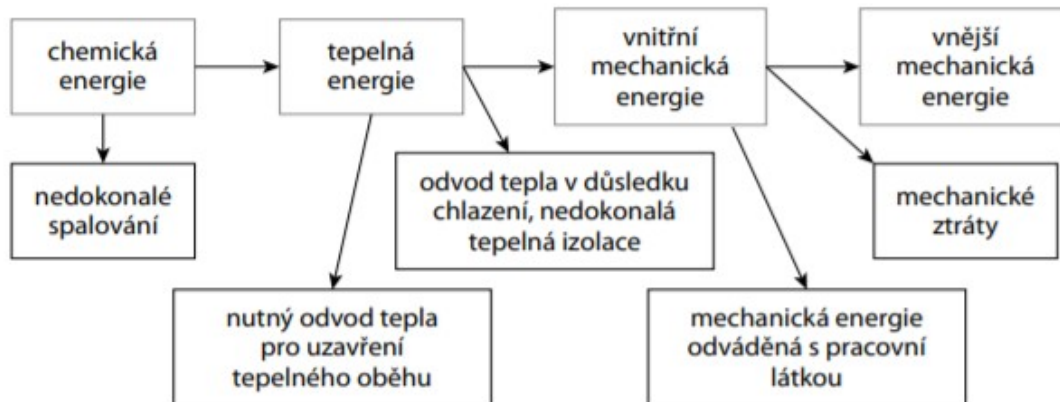 chemická
energie
tepelná
energie
vnitřní
mechanická
energie
vnější
mechanická
energie
nedokonalé
spalování
odvod tepla v důsledku
chlazení, nedokonalá
tepelná izolace
mechanické
ztráty
nutný odvod tepla
pro uzavření
tepelného oběhu
mechanická energie
odváděná s pracovní
látkou